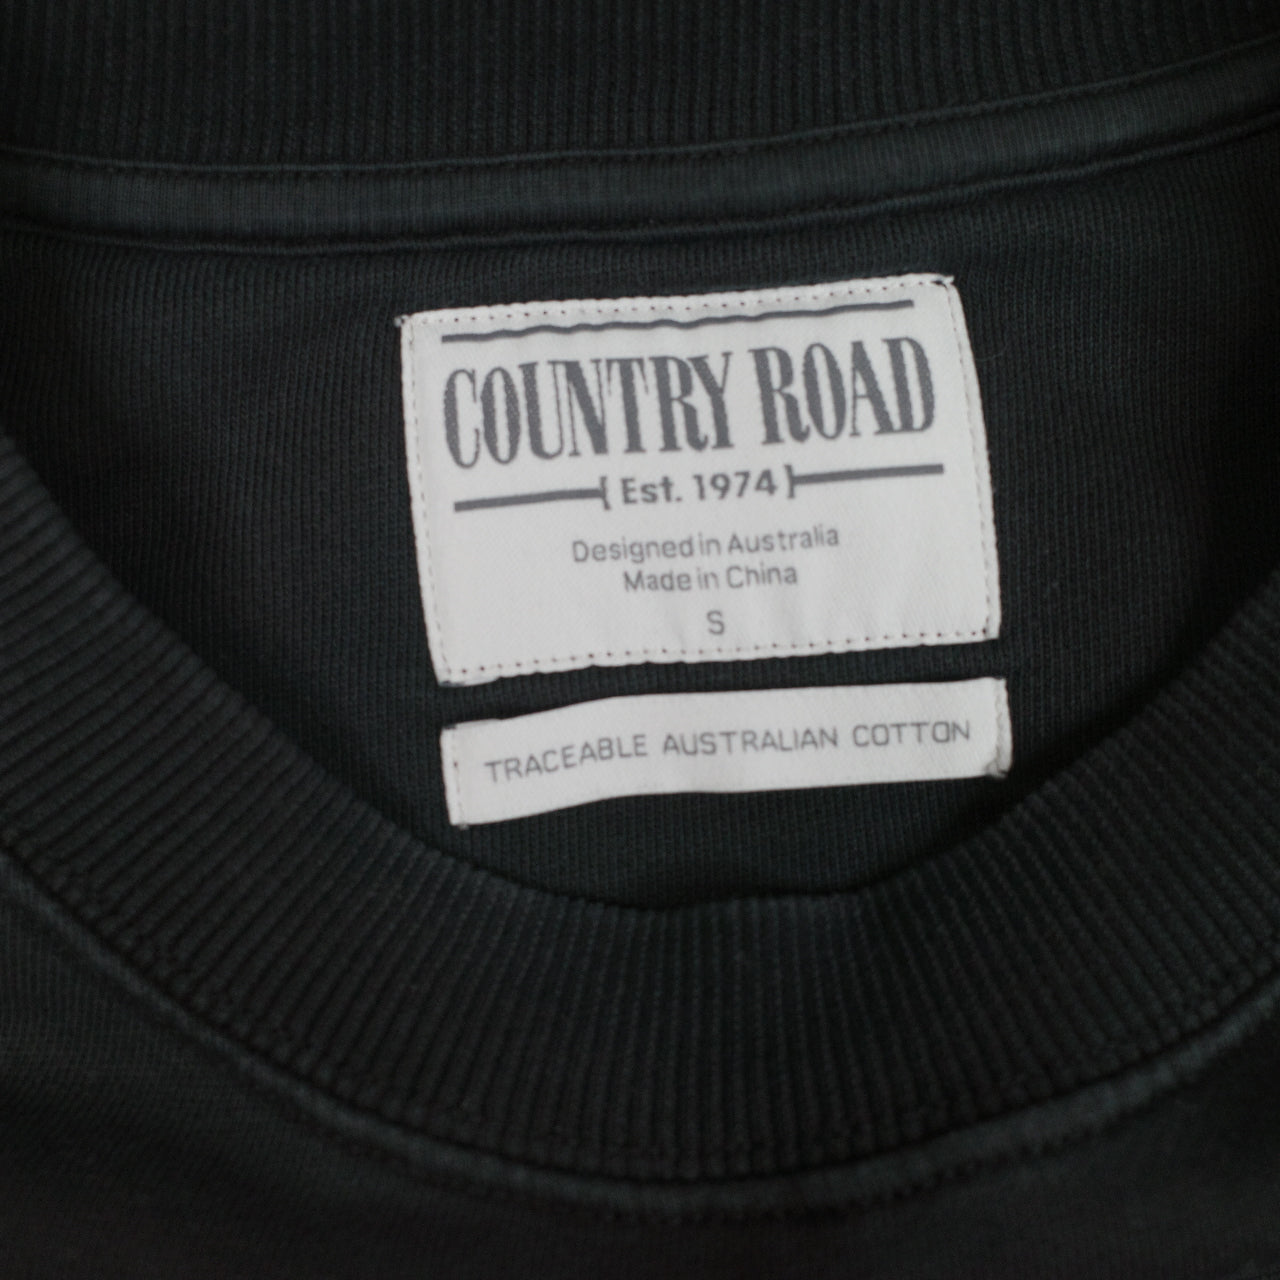 COUNTRY ROAD
{ Est. 1974 }
Designed in Australia
Made in China
S
TRACEABLE AUSTRALIAN COTTON